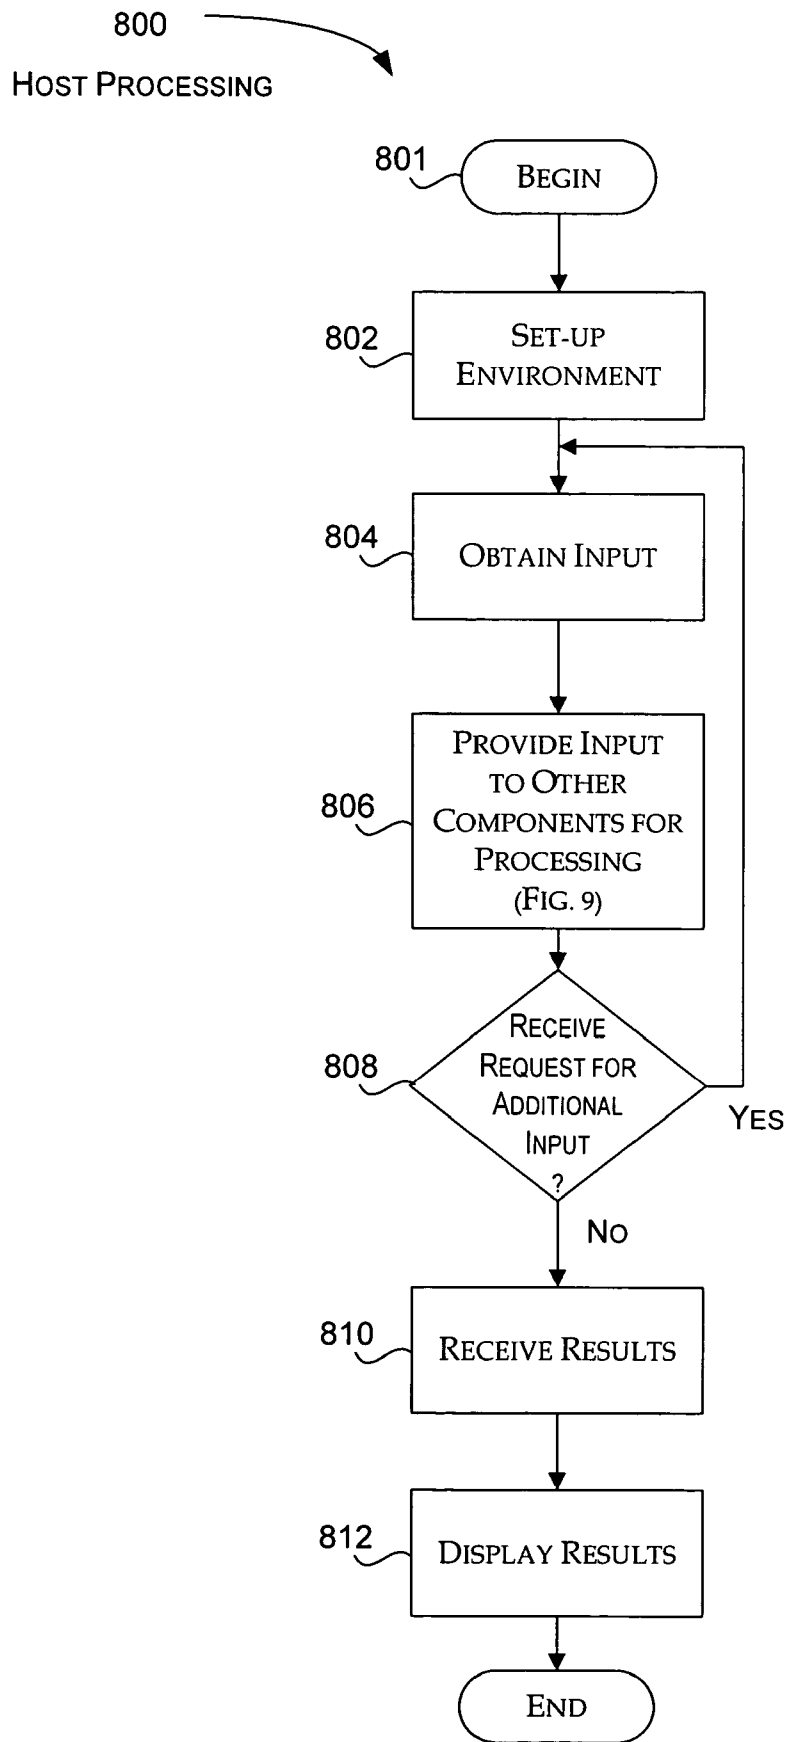 800
HOST PROCESSING
801
BEGIN
802
SET-UP
ENVIRONMENT
804
OBTAIN INPUT
806
PROVIDE INPUT
TO OTHER
COMPONENTS FOR
PROCESSING
(FIG. 9)
808
RECEIVE
REQUEST FOR
ADDITIONAL
INPUT
?
YES
NO
810
RECEIVE RESULTS
812
DISPLAY RESULTS
END